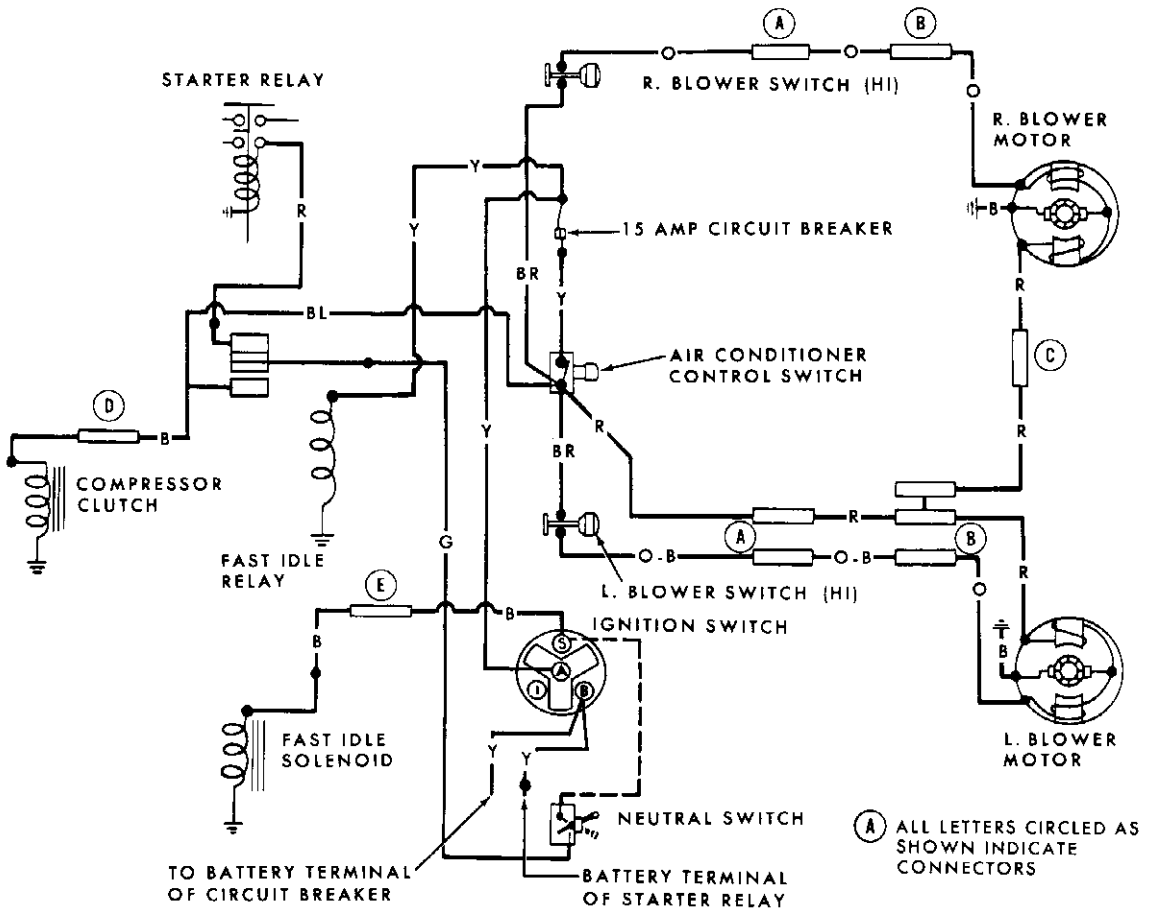 A
B
STARTER RELAY
O
O
R. BLOWER SWITCH (HI)
O
R. BLOWER
MOTOR
Y
R
Y
B
15 AMP CIRCUIT BREAKER
BR
Y
R
BL
AIR CONDITIONER
CONTROL SWITCH
C
D
B
Y
R
R
BR
COMPRESSOR
CLUTCH
R
A
B
G
FAST IDLE
RELAY
O-B
O-B
R
L. BLOWER SWITCH (HI)
O
E
B
IGNITION SWITCH
B
S
B
A
I
B
FAST IDLE
SOLENOID
Y
Y
L. BLOWER
MOTOR
NEUTRAL SWITCH
A ALL LETTERS CIRCLED AS
SHOWN INDICATE
CONNECTORS
TO BATTERY TERMINAL
OF CIRCUIT BREAKER
BATTERY TERMINAL
OF STARTER RELAY